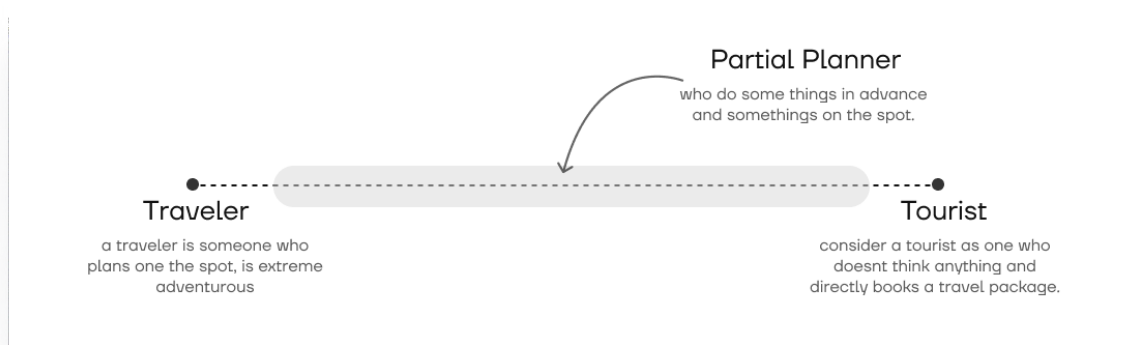 Partial Planner
who do some things in advance
and somethings on the spot.
Traveler
a traveler is someone who
plans one the spot, is extreme
adventurous
Tourist
consider a tourist as one who
doesnt think anything and
directly books a travel package.